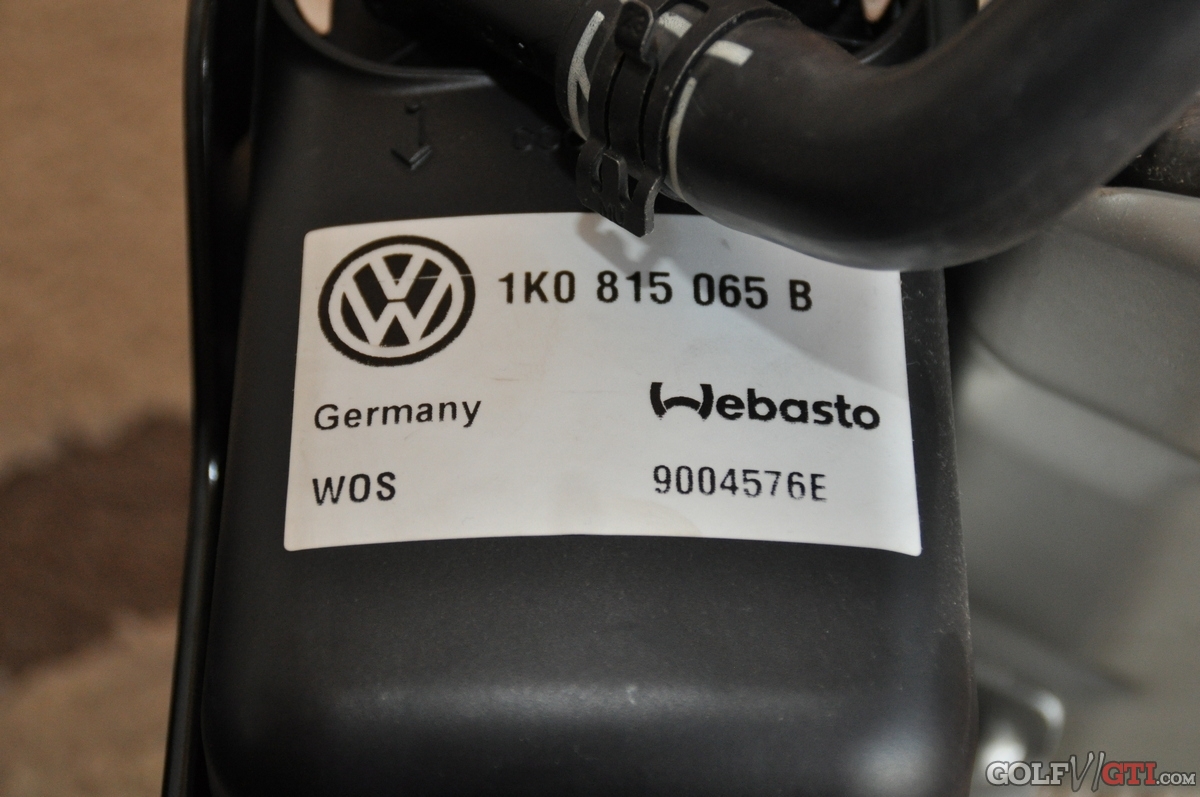 1K0 815 065 B
Germany
Webasto
WOS
9004576E
GOLFVIGTI.COM